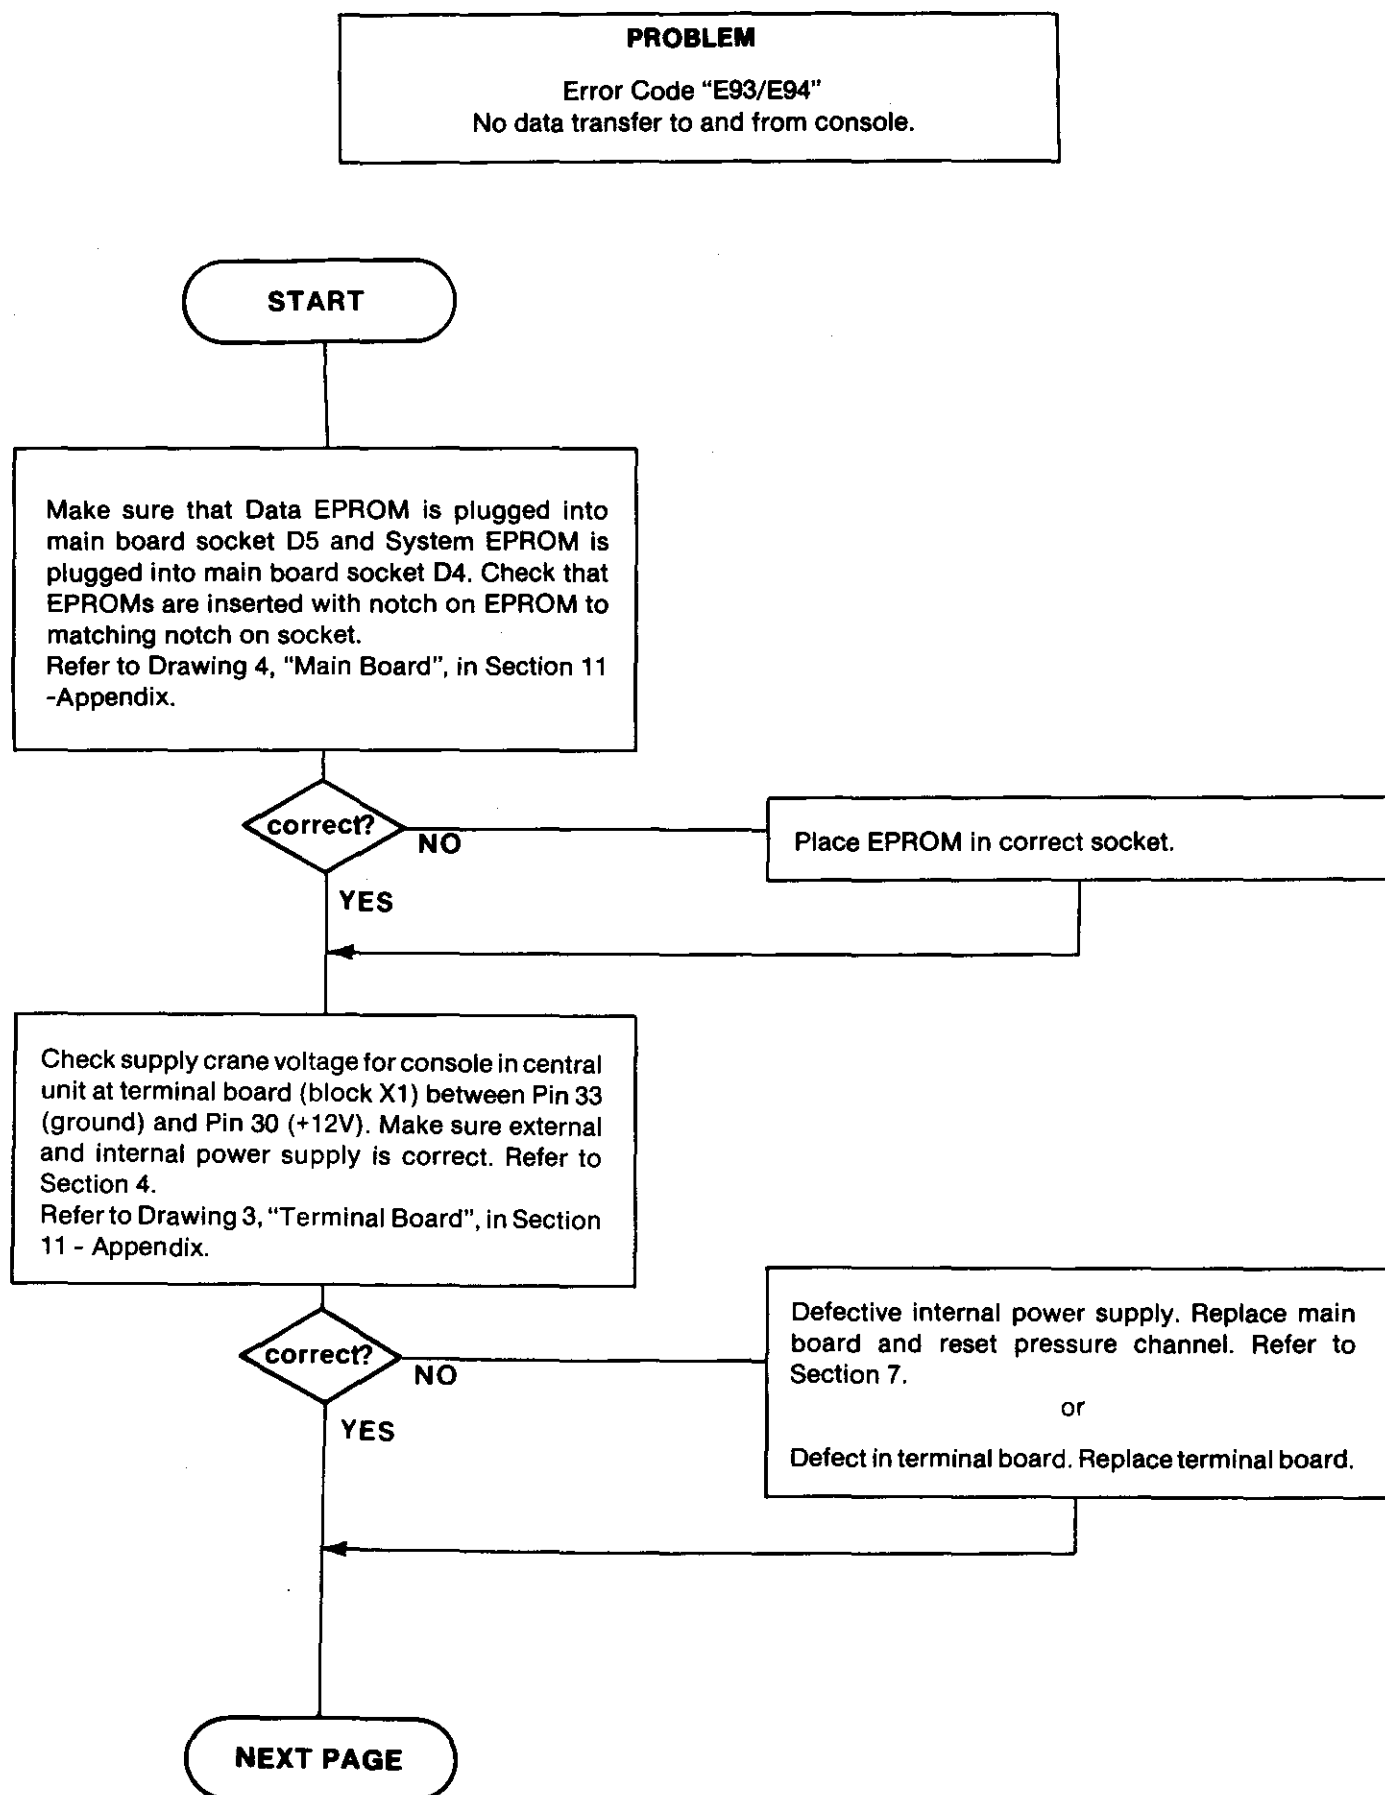 PROBLEM
Error Code “E93/E94”
No data transfer to and from console.
START
Make sure that Data EPROM is plugged into
main board socket D5 and System EPROM is
plugged into main board socket D4. Check that
EPROMs are inserted with notch on EPROM to
matching notch on socket.
Refer to Drawing 4, “Main Board”, in Section 11
-Appendix.
correct?
NO
Place EPROM in correct socket.
YES
Check supply crane voltage for console in central
unit at terminal board (block X1) between Pin 33
(ground) and Pin 30 (+12V). Make sure external
and internal power supply is correct. Refer to
Section 4.
Refer to Drawing 3, “Terminal Board”, in Section
11 - Appendix.
correct?
NO
Defective internal power supply. Replace main
board and reset pressure channel. Refer to
Section 7.
or
Defect in terminal board. Replace terminal board.
YES
NEXT PAGE